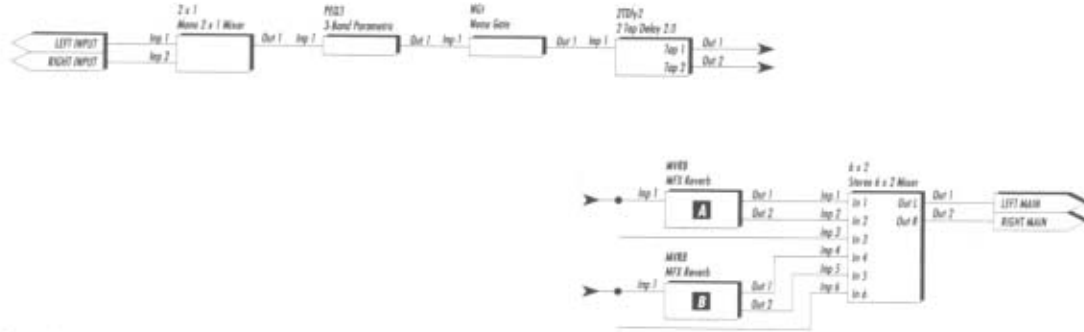 2 x 1
Mono 2 x 1 Mixer
LEFT INPUT
RIGHT INPUT
Inp 1
Inp 2
Out 1
PEQ3
3-Band Parametric
Inp 1
Out 1
NGt
Noise Gate
Inp 1
Out 1
2TDly2
2 Tap Delay 2.0
Inp 1
Tap 1
Tap 2
Out 1
Out 2
MVRB
MFX Reverb
Inp 1
A
Out 1
Out 2
MVRB
MFX Reverb
Inp 1
B
Out 1
Out 2
6 x 2
Stereo 6 x 2 Mixer
Inp 1
Inp 2
Inp 3
Inp 4
Inp 5
Inp 6
In 1
In 2
In 3
In 4
In 5
In 6
Out L
Out R
Out 1
Out 2
LEFT MAIN
RIGHT MAIN